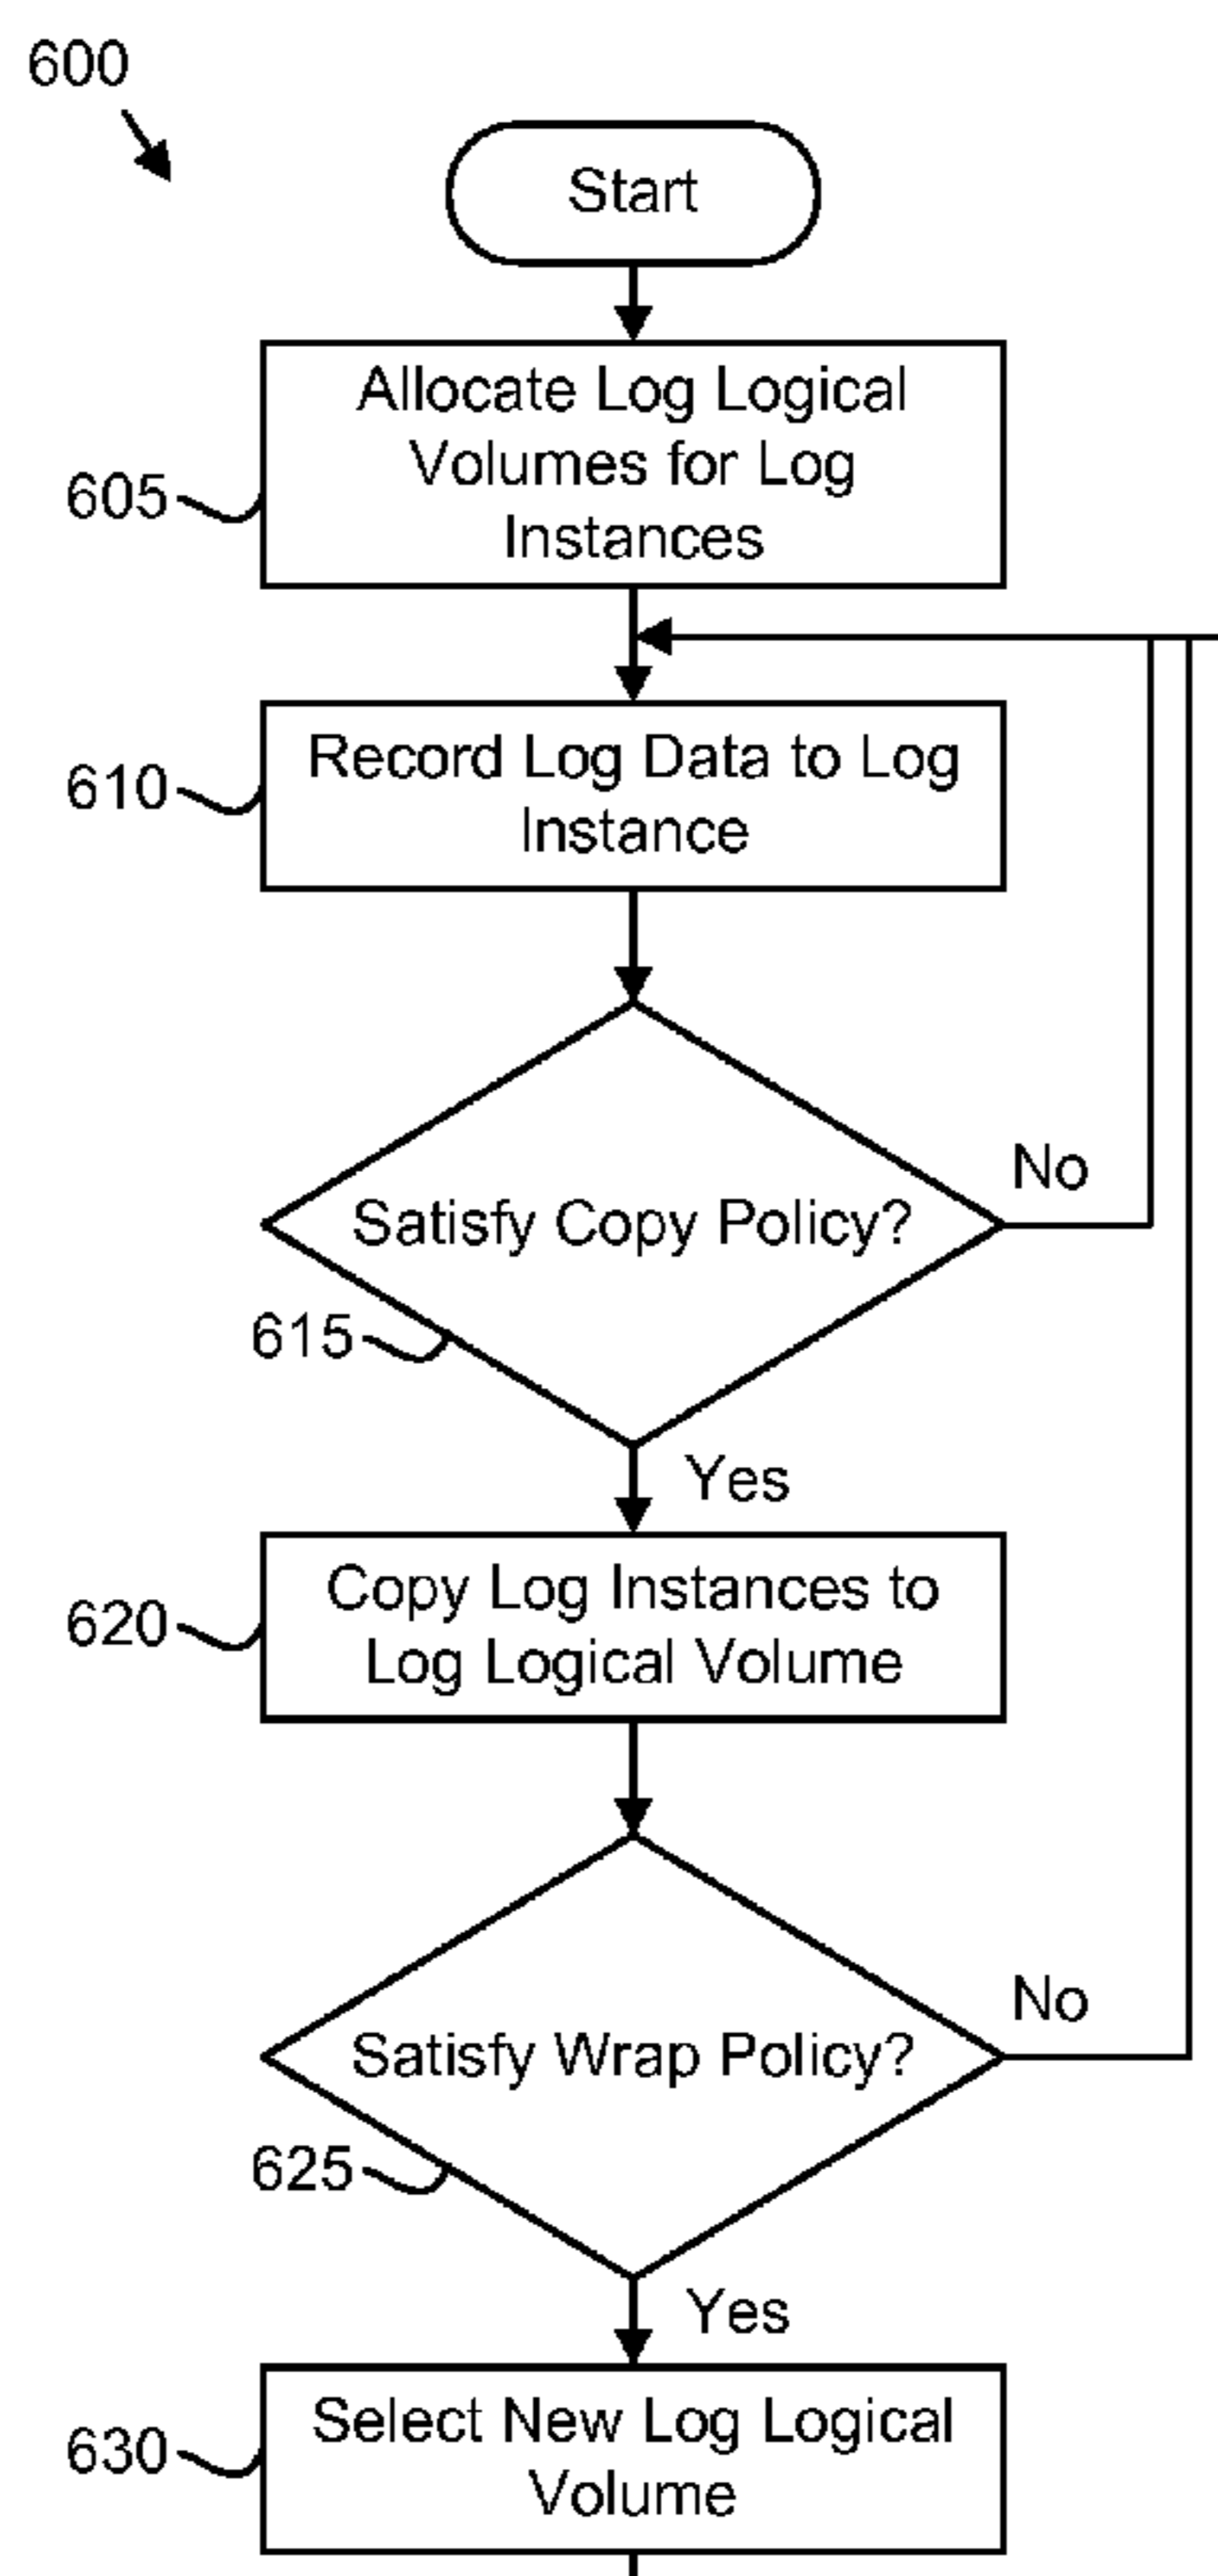 600
Start
Allocate Log Logical
Volumes for Log
Instances
605
Record Log Data to Log
Instance
610
No
Satisfy Copy Policy?
615
Yes
Copy Log Instances to
Log Logical Volume
620
No
Satisfy Wrap Policy?
625
Yes
Select New Log Logical
Volume
630